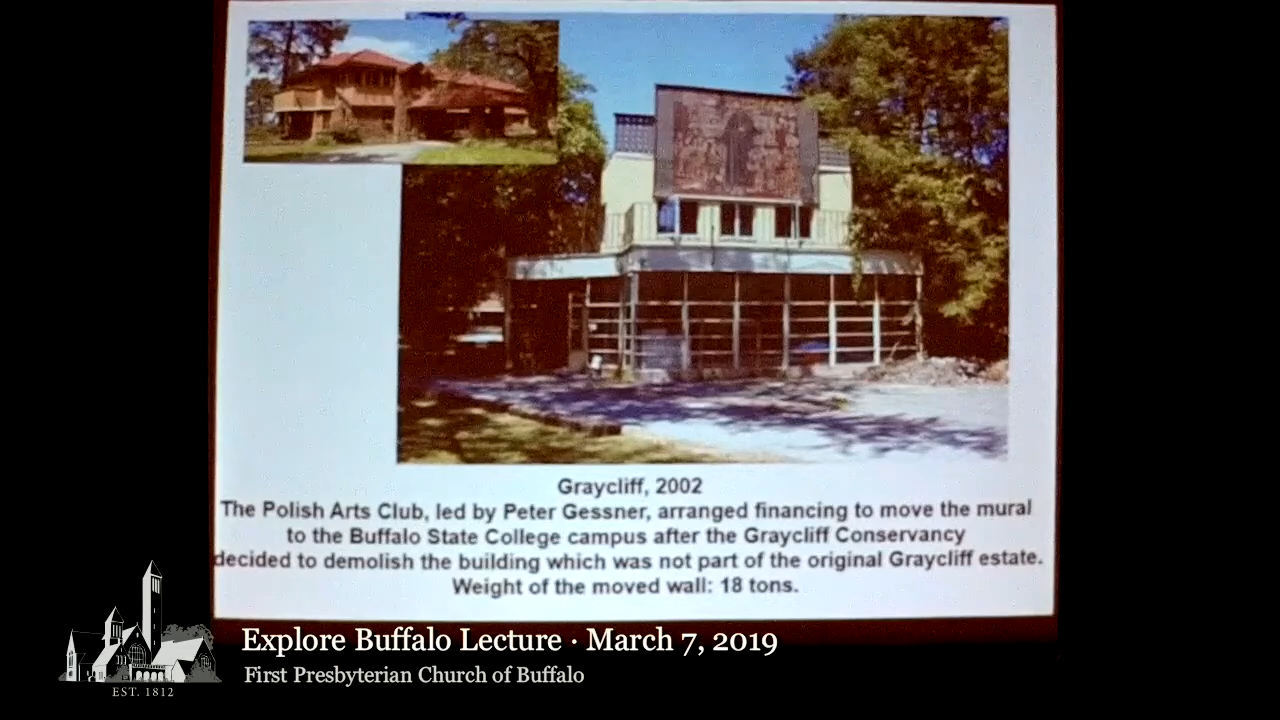 Graycliff, 2002
The Polish Arts Club, led by Peter Gessner, arranged financing to move the mural
to the Buffalo State College campus after the Graycliff Conservancy
decided to demolish the building which was not part of the original Graycliff estate.
Weight of the moved wall: 18 tons.
Explore Buffalo Lecture · March 7, 2019
First Presbyterian Church of Buffalo
EST. 1812